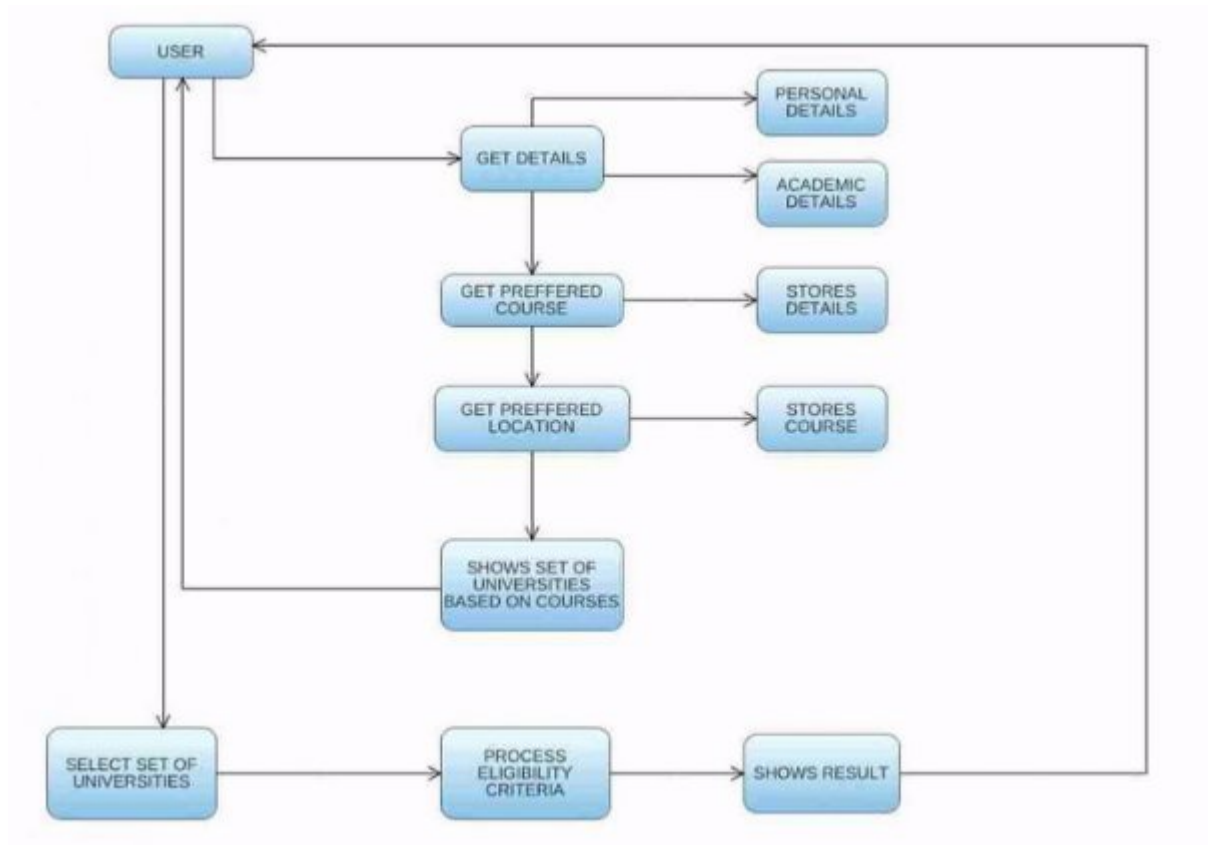 USER
PERSONAL
DETAILS
GET DETAILS
ACADEMIC
DETAILS
GET PREFFERED
COURSE
STORES
DETAILS
GET PREFFERED
LOCATION
STORES
COURSE
SHOWS SET OF
UNIVERSITIES
BASED ON COURSES
SELECT SET OF
UNIVERSITIES
PROCESS
ELIGIBILITY
CRITERIA
SHOWS RESULT